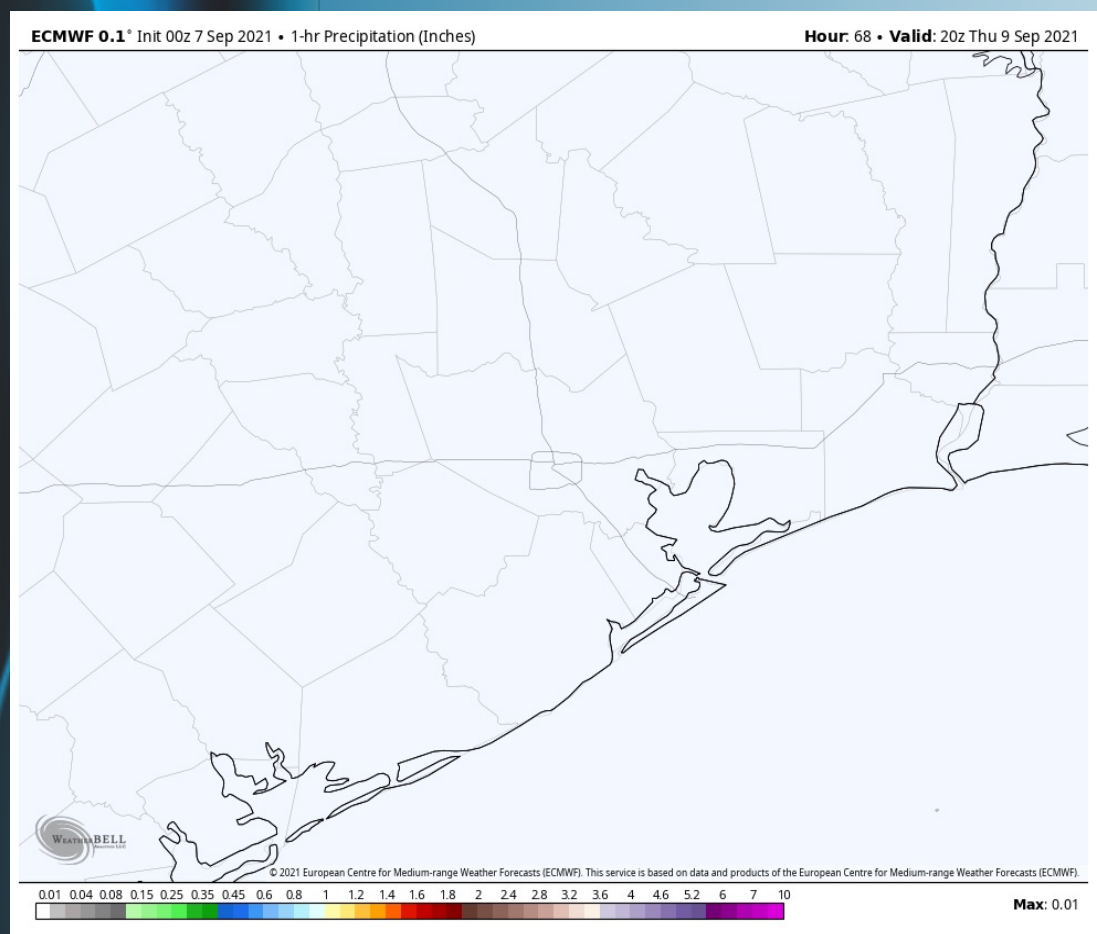 ECMWF 0.1° Init 00z 7 Sep 2021 • 1-hr Precipitation (Inches)
Hour: 68 • Valid: 20z Thu 9 Sep 2021
WEATHERBELL
© 2021 European Centre for Medium-range Weather Forecasts (ECMWF). This service is based on data and products of the European Centre for Medium-range Weather Forecasts (ECMWF).
0.01 0.04 0.08 0.15 0.25 0.35 0.45 0.6 0.8 1 1.2 1.4 1.6 1.8 2 2.4 2.8 3.2 3.6 4 4.6 5.2 6 7 10
Max: 0.01